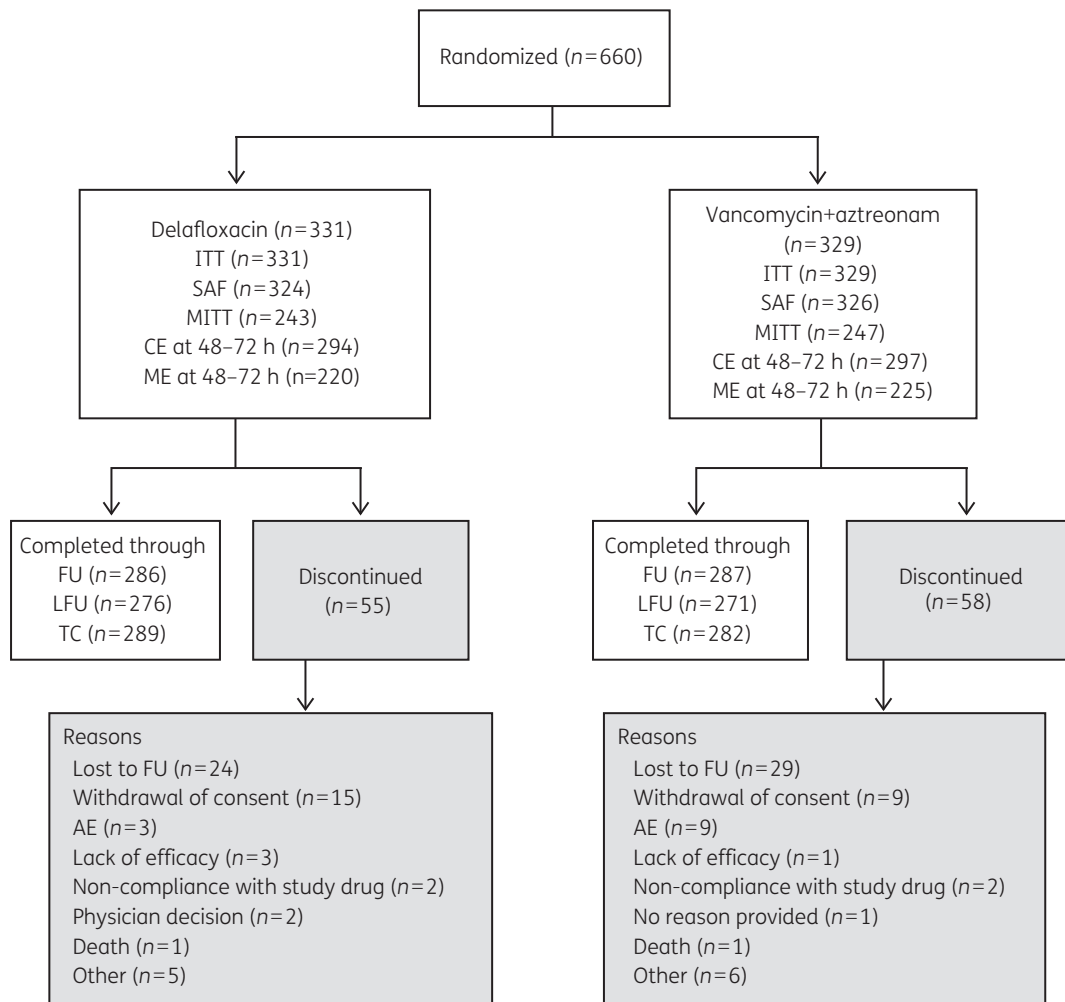 Randomized (n=660)
Delafloxacin (n=331)
ITT (n=331)
SAF (n=324)
MITT (n=243)
CE at 48–72 h (n=294)
ME at 48–72 h (n=220)
Vancomycin+aztreonam
(n=329)
ITT (n=329)
SAF (n=326)
MITT (n=247)
CE at 48–72 h (n=297)
ME at 48–72 h (n=225)
Completed through
FU (n=286)
LFU (n=276)
TC (n=289)
Discontinued
(n=55)
Completed through
FU (n=287)
LFU (n=271)
TC (n=282)
Discontinued
(n=58)
Reasons
Lost to FU (n=24)
Withdrawal of consent (n=15)
AE (n=3)
Lack of efficacy (n=3)
Non-compliance with study drug (n=2)
Physician decision (n=2)
Death (n=1)
Other (n=5)
Reasons
Lost to FU (n=29)
Withdrawal of consent (n=9)
AE (n=9)
Lack of efficacy (n=1)
Non-compliance with study drug (n=2)
No reason provided (n=1)
Death (n=1)
Other (n=6)